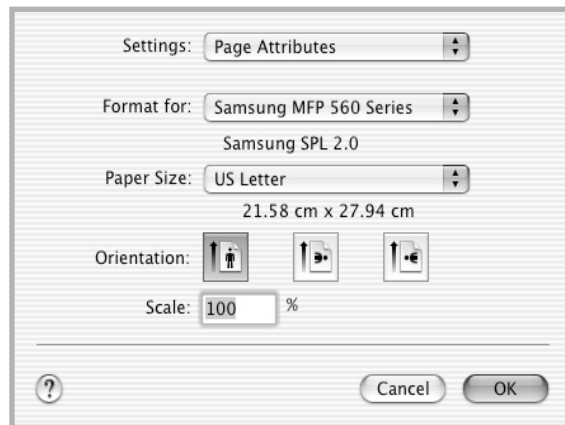 Settings: Page Attributes
Format for: Samsung MFP 560 Series
Samsung SPL 2.0
Paper Size: US Letter
21.58 cm x 27.94 cm
Orientation:
Scale: 100 %
? Cancel OK